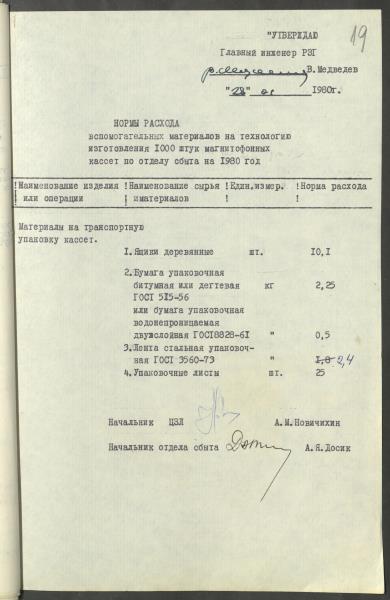 19
"УТВЕРЖДАЮ
Главный инженер РЗГ
В.Медведев
"28" 01 1980г.
НОРМЫ РАСХОДА
вспомогательных материалов на технологию
изготовления 1000 штук магнитофонных
кассет по отделу сбыта на 1980 год
!Наименование изделия !Наименование сырья !Един.измер. !Норма расхода
или операции !иматериалов ! !
Материалы на транспортную
упаковку кассет.
1.Ящики деревянные шт. 10,1
2.Бумага упаковочная
битумная или дегтевая кг 2,25
ГОСТ 515-56
или бумага упаковочная
водонепроницаемая
двухслойная ГОСТ8828-61 " 0,5
3.Лента стальная упаковоч-
ная ГОСТ 3560-73 " 1,8 2,4
4.Упаковочные листы шт. 25
Начальник ЦЗЛ А.И.Новичихин
Начальник отдела сбыта А.Я.Досик